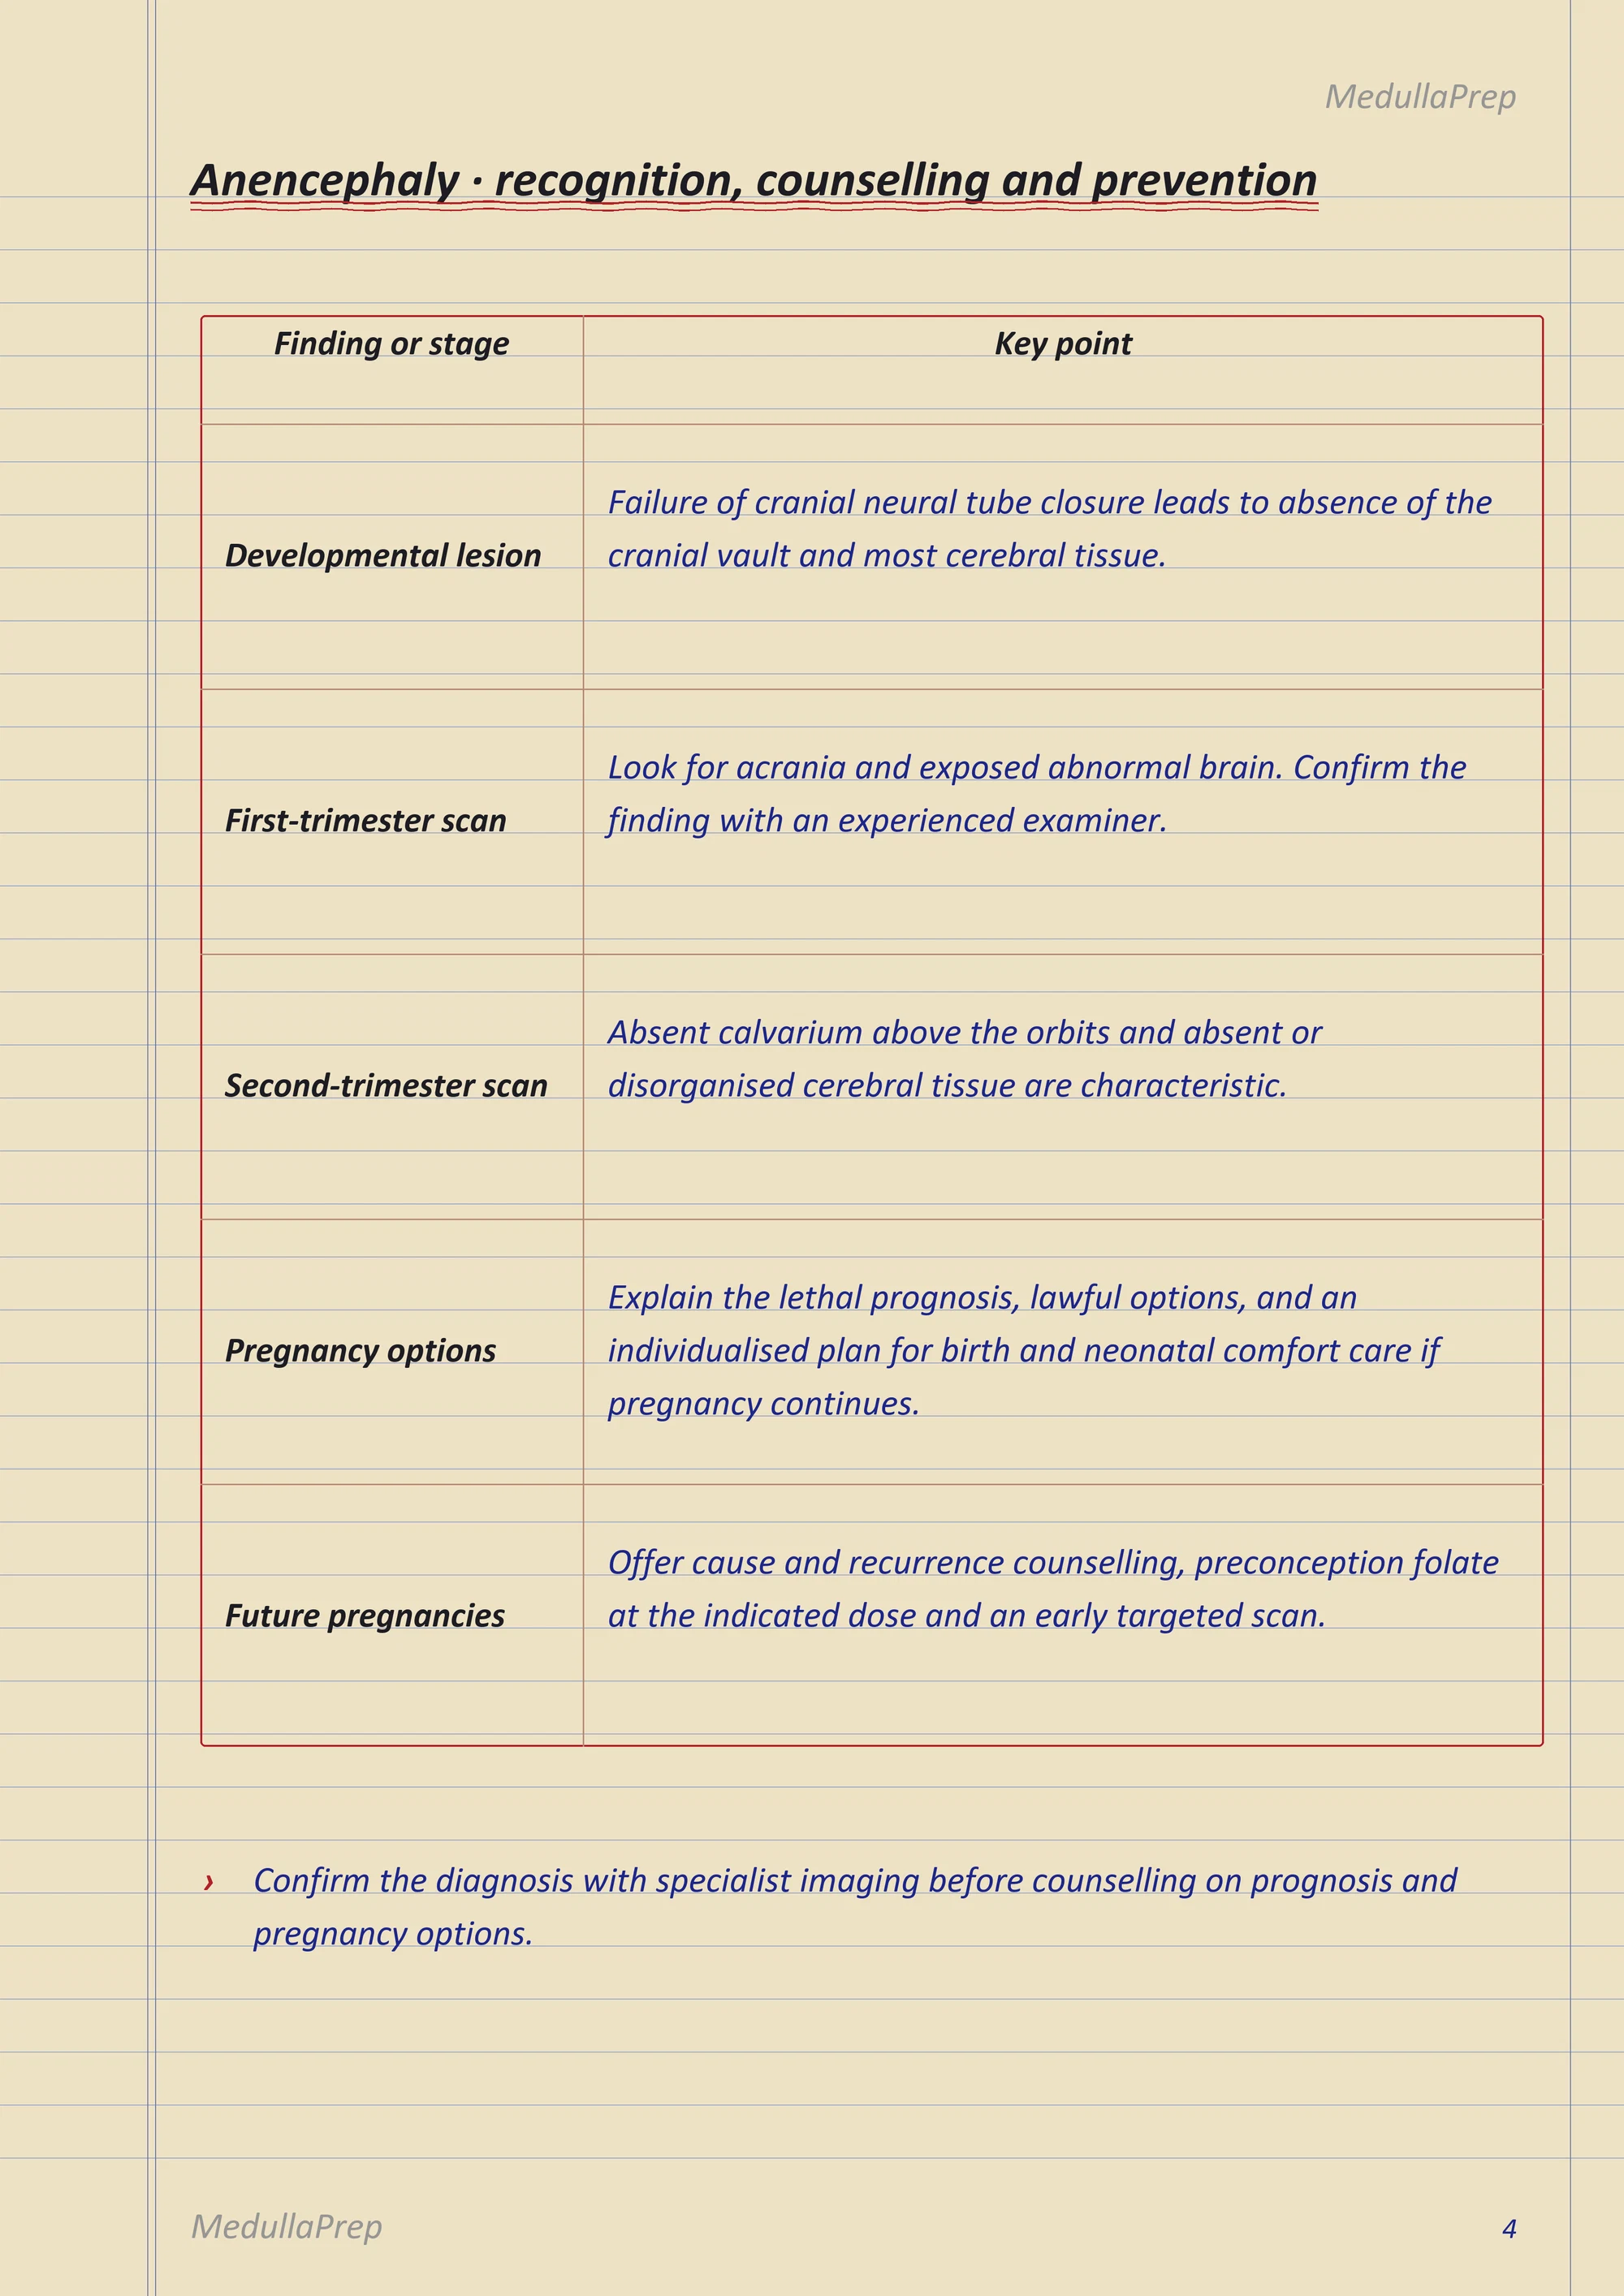 MedullaPrep
Anencephaly · recognition, counselling and prevention
Finding or stage
Key point
Developmental lesion
Failure of cranial neural tube closure leads to absence of the
cranial vault and most cerebral tissue.
First-trimester scan
Look for acrania and exposed abnormal brain. Confirm the
finding with an experienced examiner.
Second-trimester scan
Absent calvarium above the orbits and absent or
disorganised cerebral tissue are characteristic.
Pregnancy options
Explain the lethal prognosis, lawful options, and an
individualised plan for birth and neonatal comfort care if
pregnancy continues.
Future pregnancies
Offer cause and recurrence counselling, preconception folate
at the indicated dose and an early targeted scan.
› Confirm the diagnosis with specialist imaging before counselling on prognosis and
pregnancy options.
MedullaPrep
4